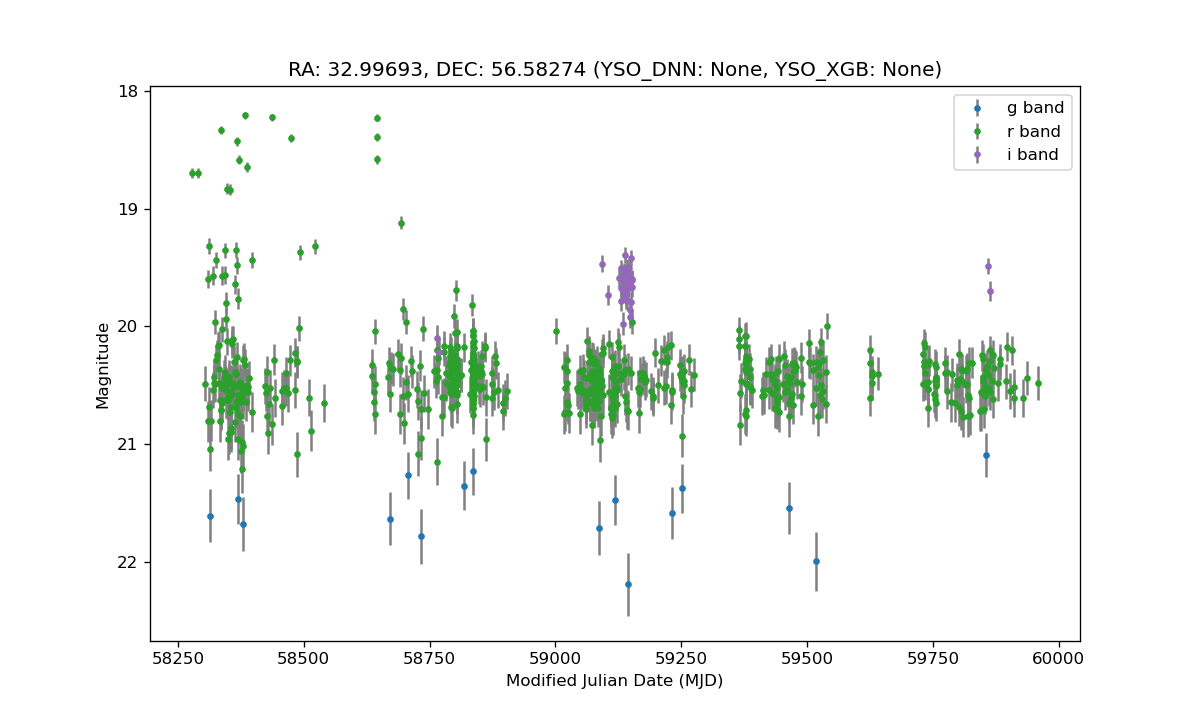 RA: 32.99693, DEC: 56.58274 (YSO_DNN: None, YSO_XGB: None)
g band
r band
i band
18
19
20
21
22
Magnitude
58250 58500 58750 59000 59250 59500 59750 60000
Modified Julian Date (MJD)